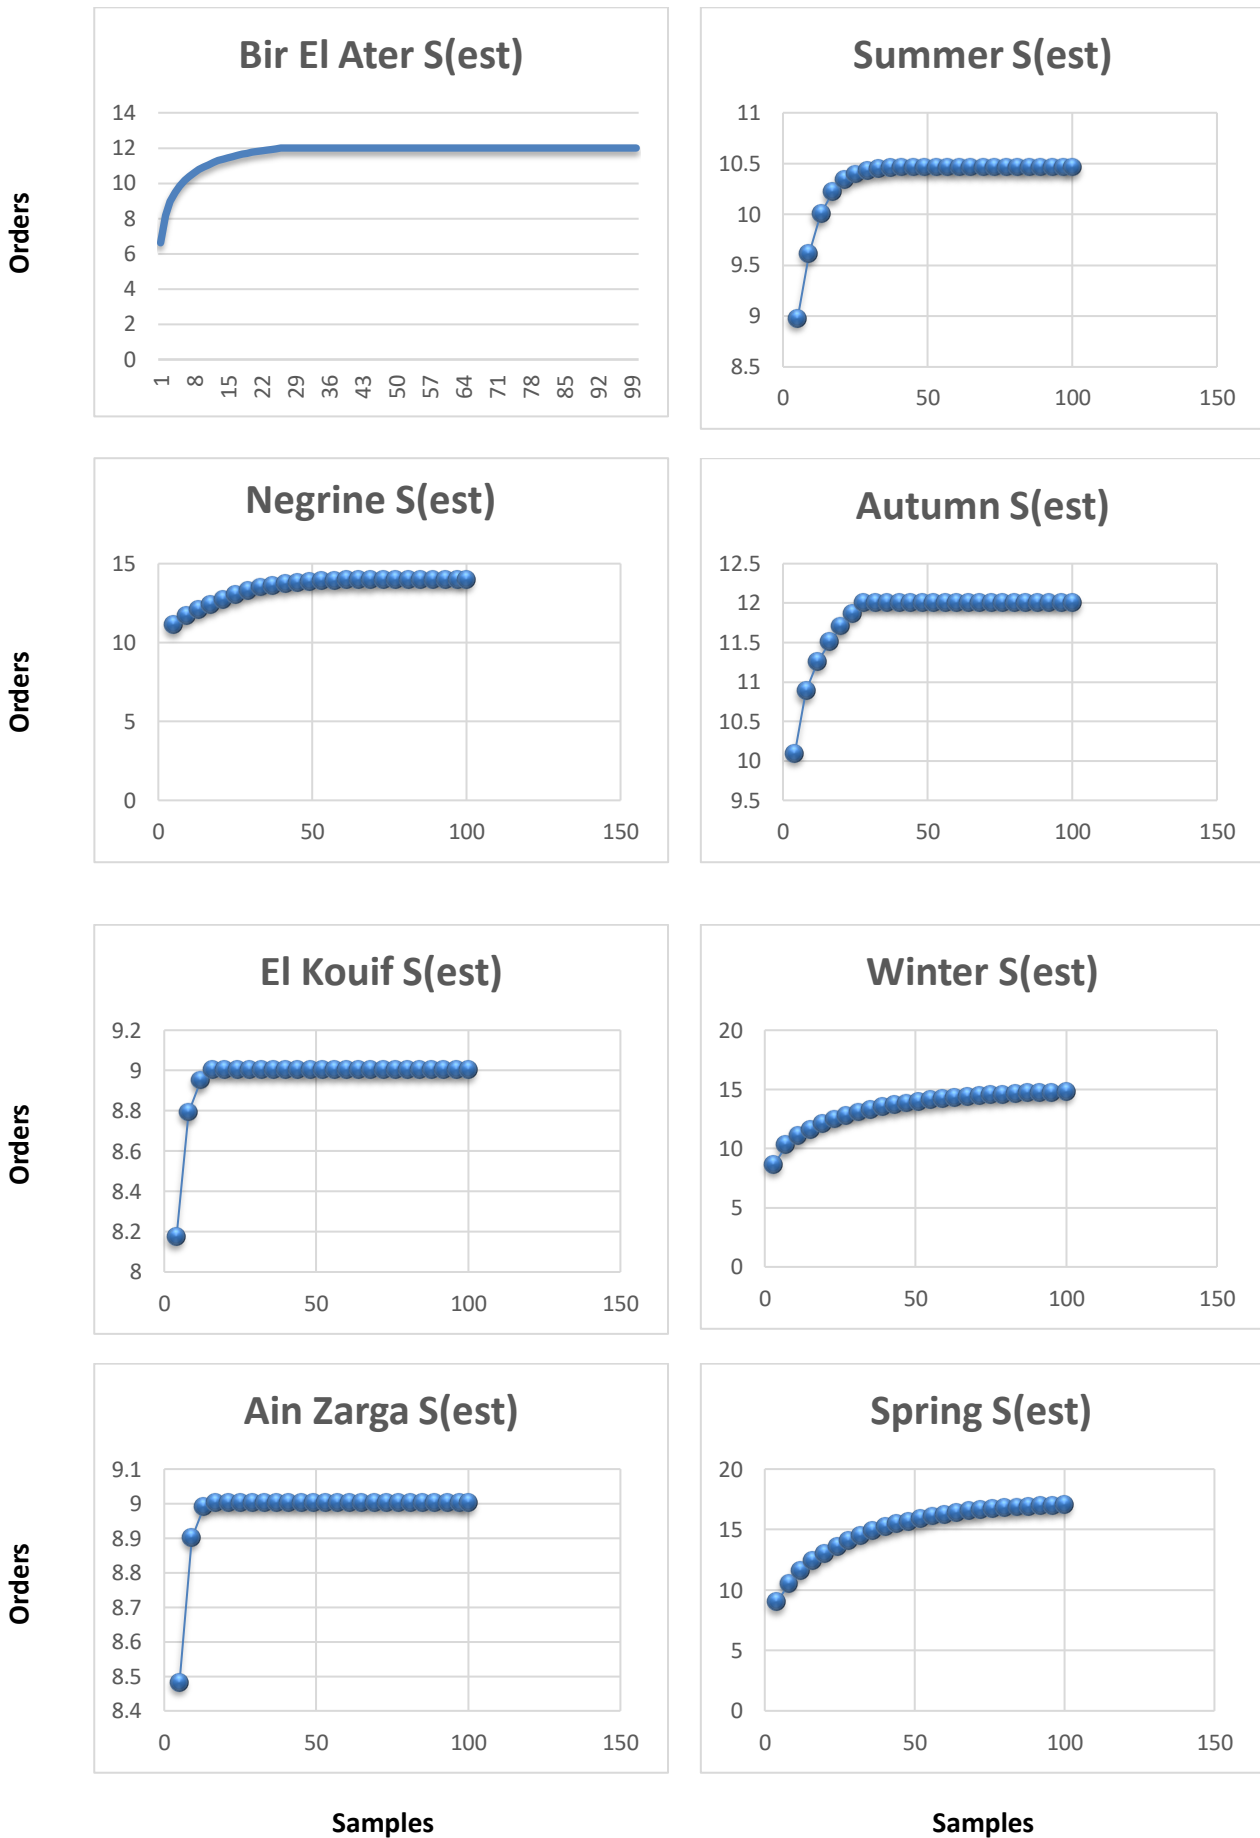 Bir El Ater S(est)
Orders
14
12
10
8
6
4
2
0
1 8 15 22 29 36 43 50 57 64 71 78 85 92 99
Summer S(est)
11
10.5
10
9.5
9
8.5
0 50 100 150
Negrine S(est)
Orders
15
10
5
0
0 50 100 150
Autumn S(est)
12.5
12
11.5
11
10.5
10
9.5
0 50 100 150
El Kouif S(est)
Orders
9.2
9
8.8
8.6
8.4
8.2
8
0 50 100 150
Winter S(est)
20
15
10
5
0
0 50 100 150
Ain Zarga S(est)
Orders
9.1
9
8.9
8.8
8.7
8.6
8.5
8.4
0 50 100 150
Samples
Spring S(est)
20
15
10
5
0
0 50 100 150
Samples